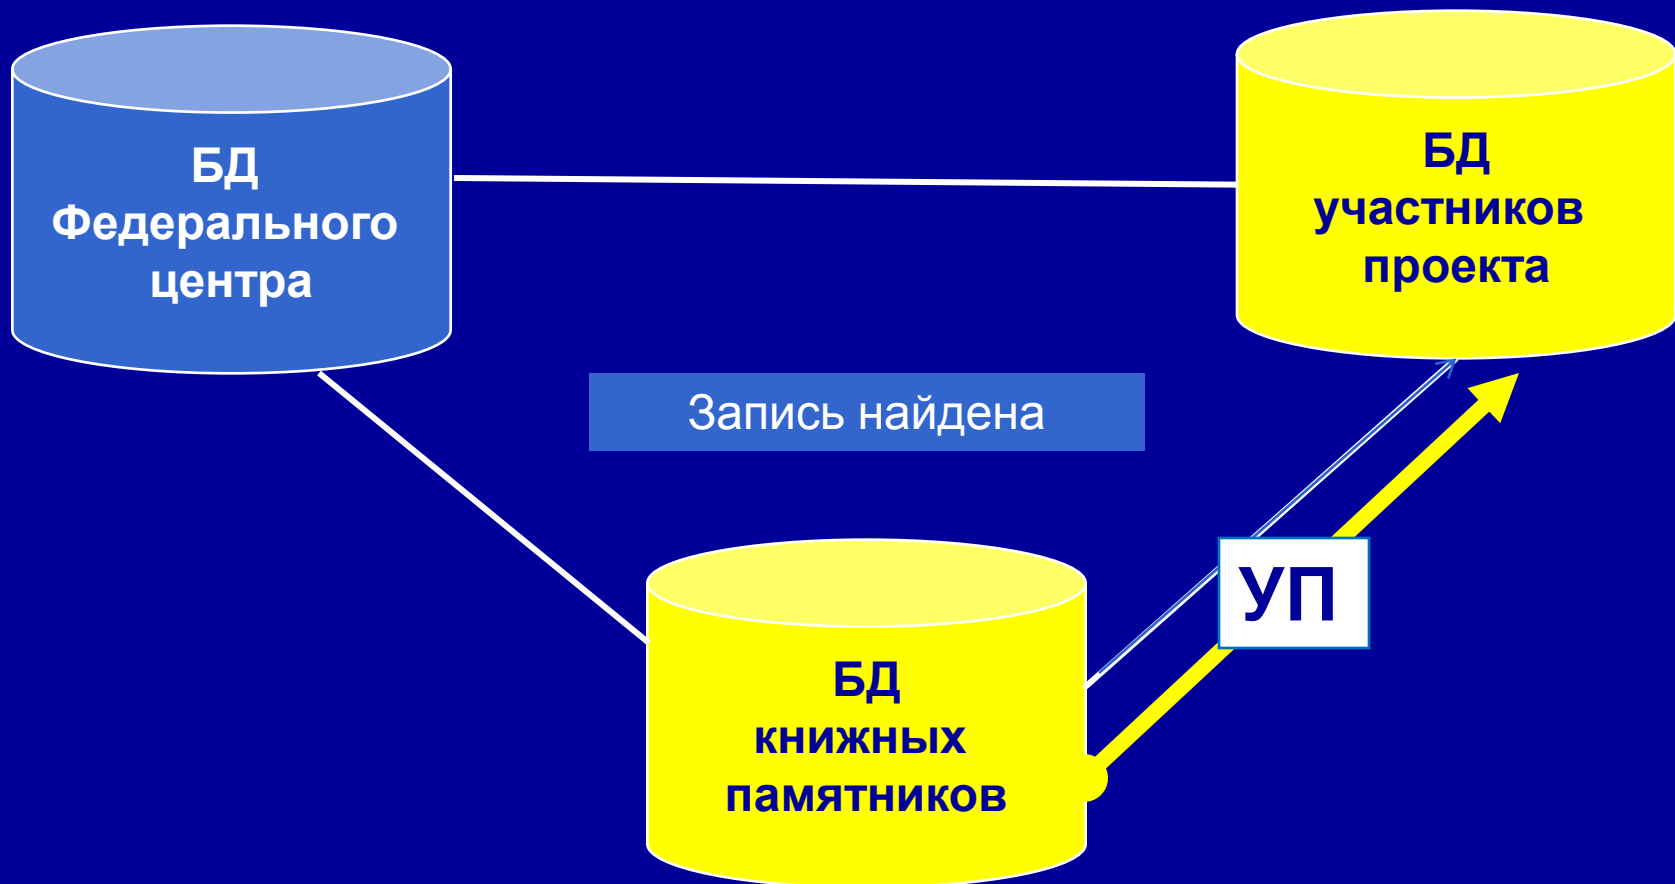 БД
Федерального
центра
БД
участников
проекта
Запись найдена
УП
БД
книжных
памятников